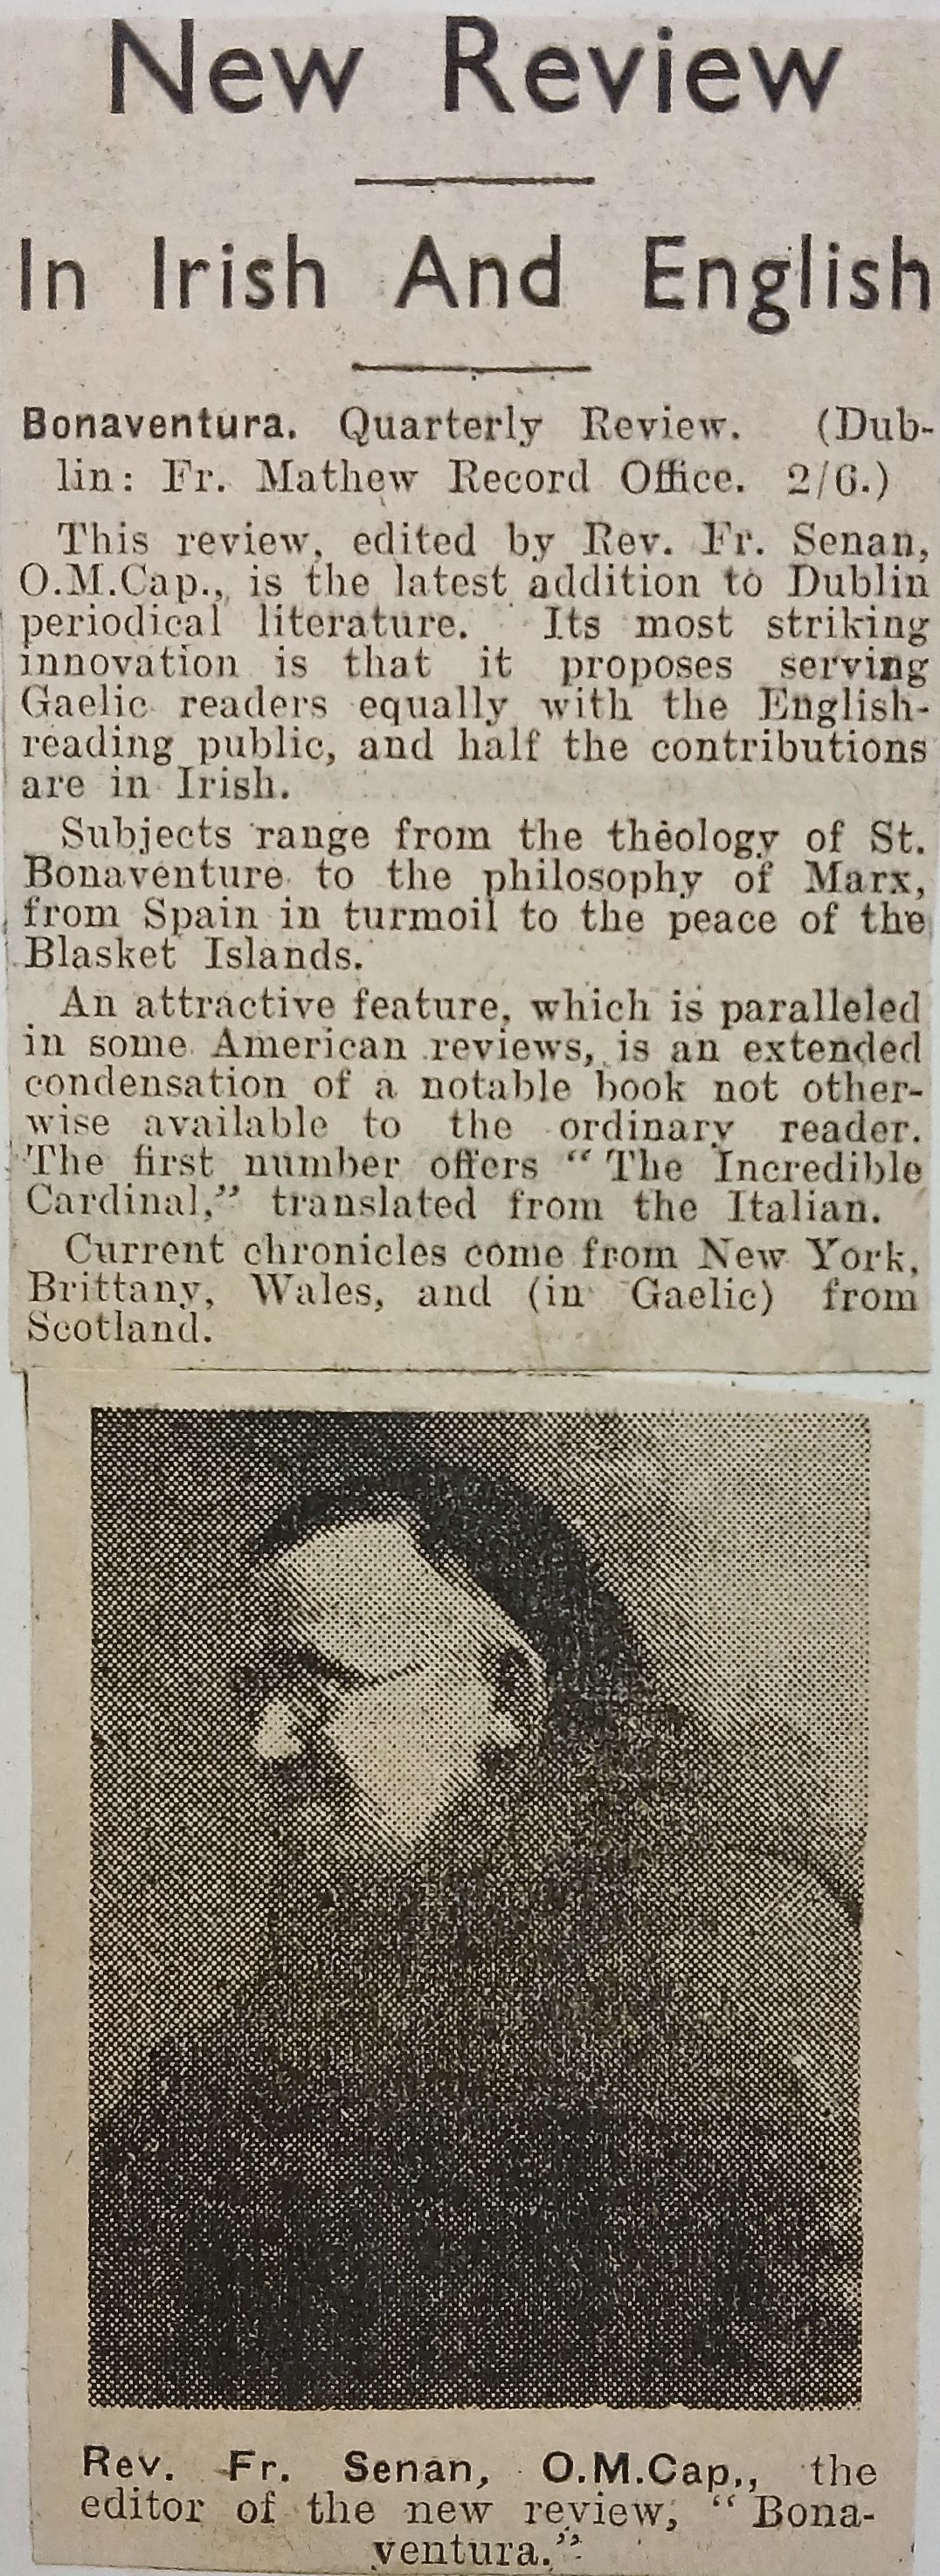 New Review
In Irish And English
Bonaventura. Quarterly Review. (Dub-
lin: Fr. Mathew Record Office. 2/6.)
This review, edited by Rev. Fr. Senan,
O.M.Cap., is the latest addition to Dublin
periodical literature. Its most striking
innovation is that it proposes serving
Gaelic readers equally with the English-
reading public, and half the contributions
are in Irish.
Subjects range from the theology of St.
Bonaventure to the philosophy of Marx,
from Spain in turmoil to the peace of the
Blasket Islands.
An attractive feature, which is paralleled
in some American reviews, is an extended
condensation of a notable book not other-
wise available to the ordinary reader.
The first number offers “The Incredible
Cardinal,” translated from the Italian.
Current chronicles come from New York,
Brittany, Wales, and (in Gaelic) from
Scotland.
Rev. Fr. Senan, O.M.Cap., the
editor of the new review, “Bona-
ventura.”